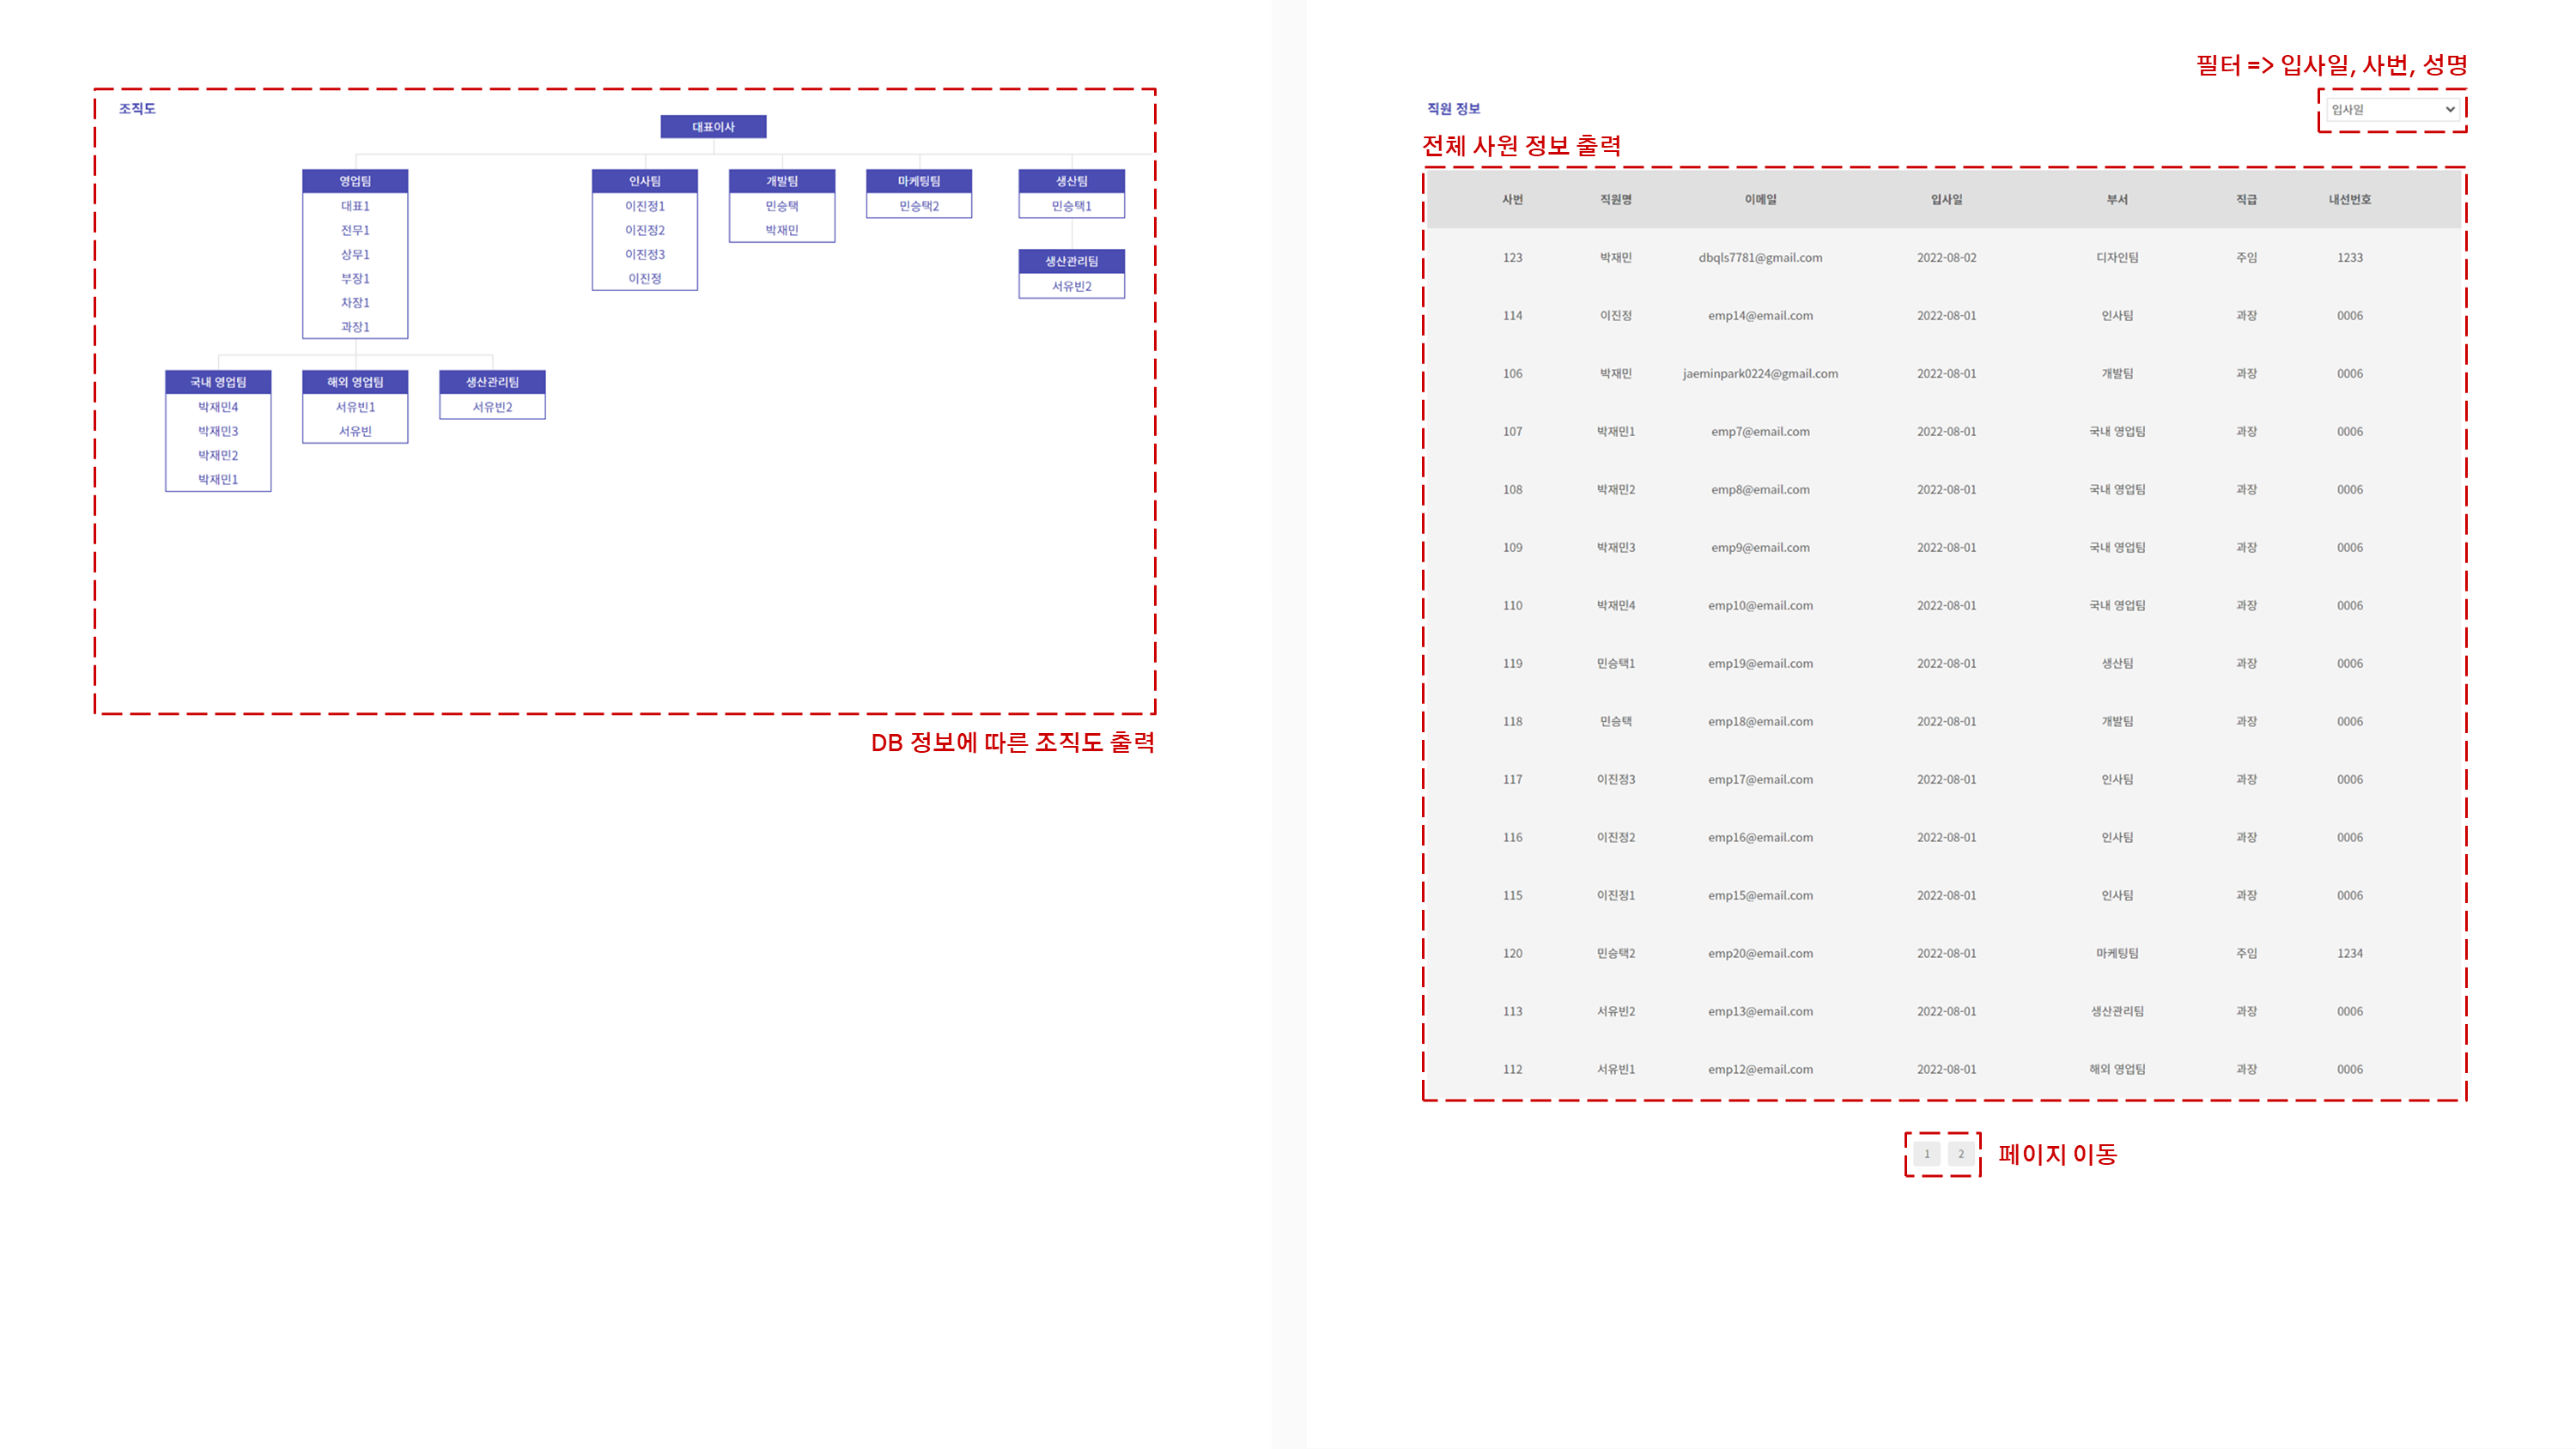 조직도
대표이사
영업팀
대표1
전무1
상무1
부장1
차장1
과장1
인사팀
이진정1
이진정2
이진정3
이진정
개발팀
민승택
박재민
마케팅팀
민승택2
생산팀
민승택1
생산관리팀
서유빈2
국내 영업팀
박재민4
박재민3
박재민2
박재민1
해외 영업팀
서유빈1
서유빈
생산관리팀
서유빈2
DB 정보에 따른 조직도 출력
필터 => 입사일, 사번, 성명
직원 정보
입사일
전체 사원 정보 출력
사번 직원명 이메일 입사일 부서 직급 내선번호
123 박재민 dbqls7781@gmail.com 2022-08-02 디자인팀 주임 1233
114 이진정 emp14@email.com 2022-08-01 인사팀 과장 0006
106 박재민 jaeminpark0224@gmail.com 2022-08-01 개발팀 과장 0006
107 박재민1 emp7@email.com 2022-08-01 국내 영업팀 과장 0006
108 박재민2 emp8@email.com 2022-08-01 국내 영업팀 과장 0006
109 박재민3 emp9@email.com 2022-08-01 국내 영업팀 과장 0006
110 박재민4 emp10@email.com 2022-08-01 국내 영업팀 과장 0006
119 민승택1 emp19@email.com 2022-08-01 생산팀 과장 0006
118 민승택 emp18@email.com 2022-08-01 개발팀 과장 0006
117 이진정3 emp17@email.com 2022-08-01 인사팀 과장 0006
116 이진정2 emp16@email.com 2022-08-01 인사팀 과장 0006
115 이진정1 emp15@email.com 2022-08-01 인사팀 과장 0006
120 민승택2 emp20@email.com 2022-08-01 마케팅팀 주임 1234
113 서유빈2 emp13@email.com 2022-08-01 생산관리팀 과장 0006
112 서유빈1 emp12@email.com 2022-08-01 해외 영업팀 과장 0006
1 2 페이지 이동